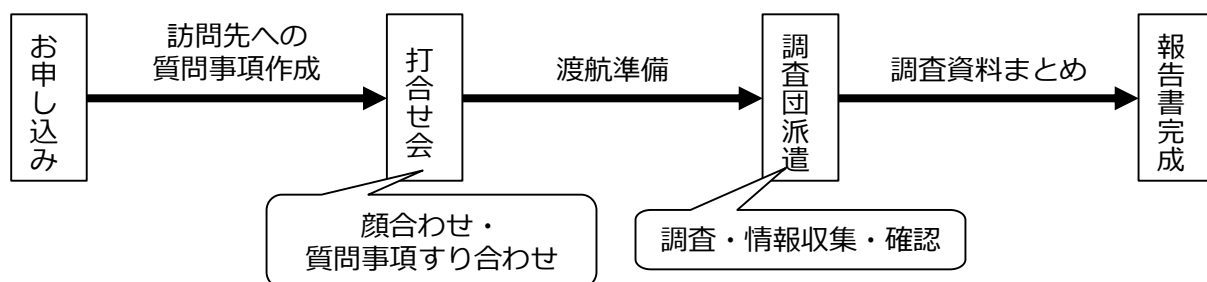 お申し込み
訪問先への
質問事項作成
打合せ会
渡航準備
調査団派遣
調査資料まとめ
報告書完成
顔合わせ・
質問事項すり合わせ
調査・情報収集・確認